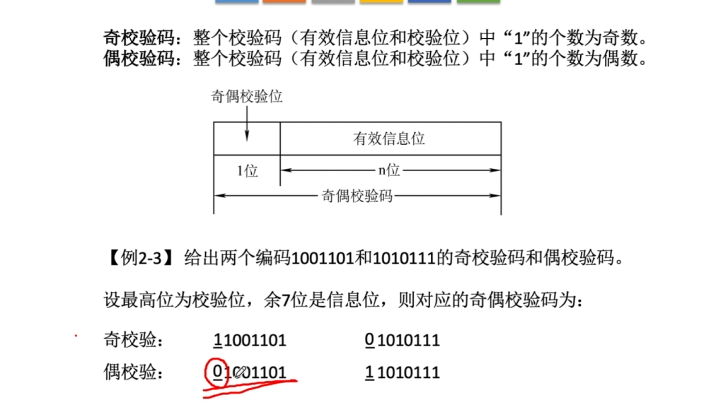 奇校验码：整个校验码（有效信息位和校验位）中“1”的个数为奇数。
偶校验码：整个校验码（有效信息位和校验位）中“1”的个数为偶数。
奇偶校验位
有效信息位
1位
n位
奇偶校验码
【例2-3】 给出两个编码1001101和1010111的奇校验码和偶校验码。
设最高位为校验位，余7位是信息位，则对应的奇偶校验码为：
奇校验： 11001101 0 1010111
偶校验： 01001101 1 1010111